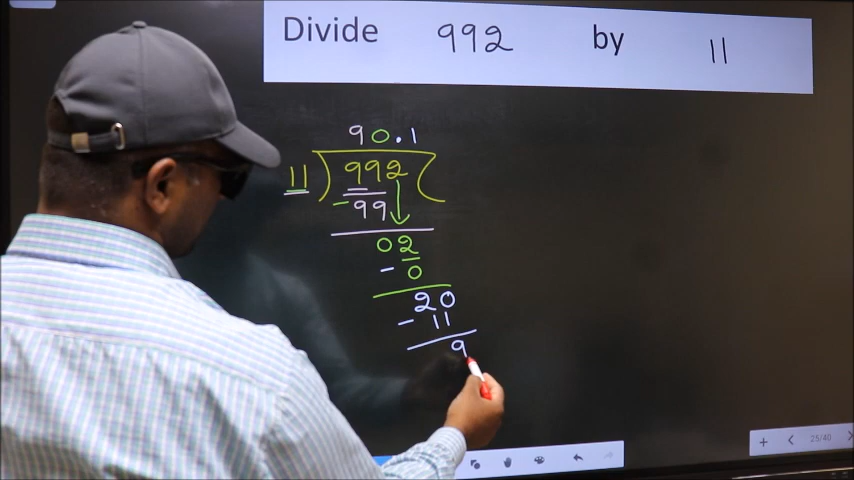 Divide 992 by 11
90.1
11 ) 992 (
- 99
02
- 0
20
- 11
9
+ < 25/40 >